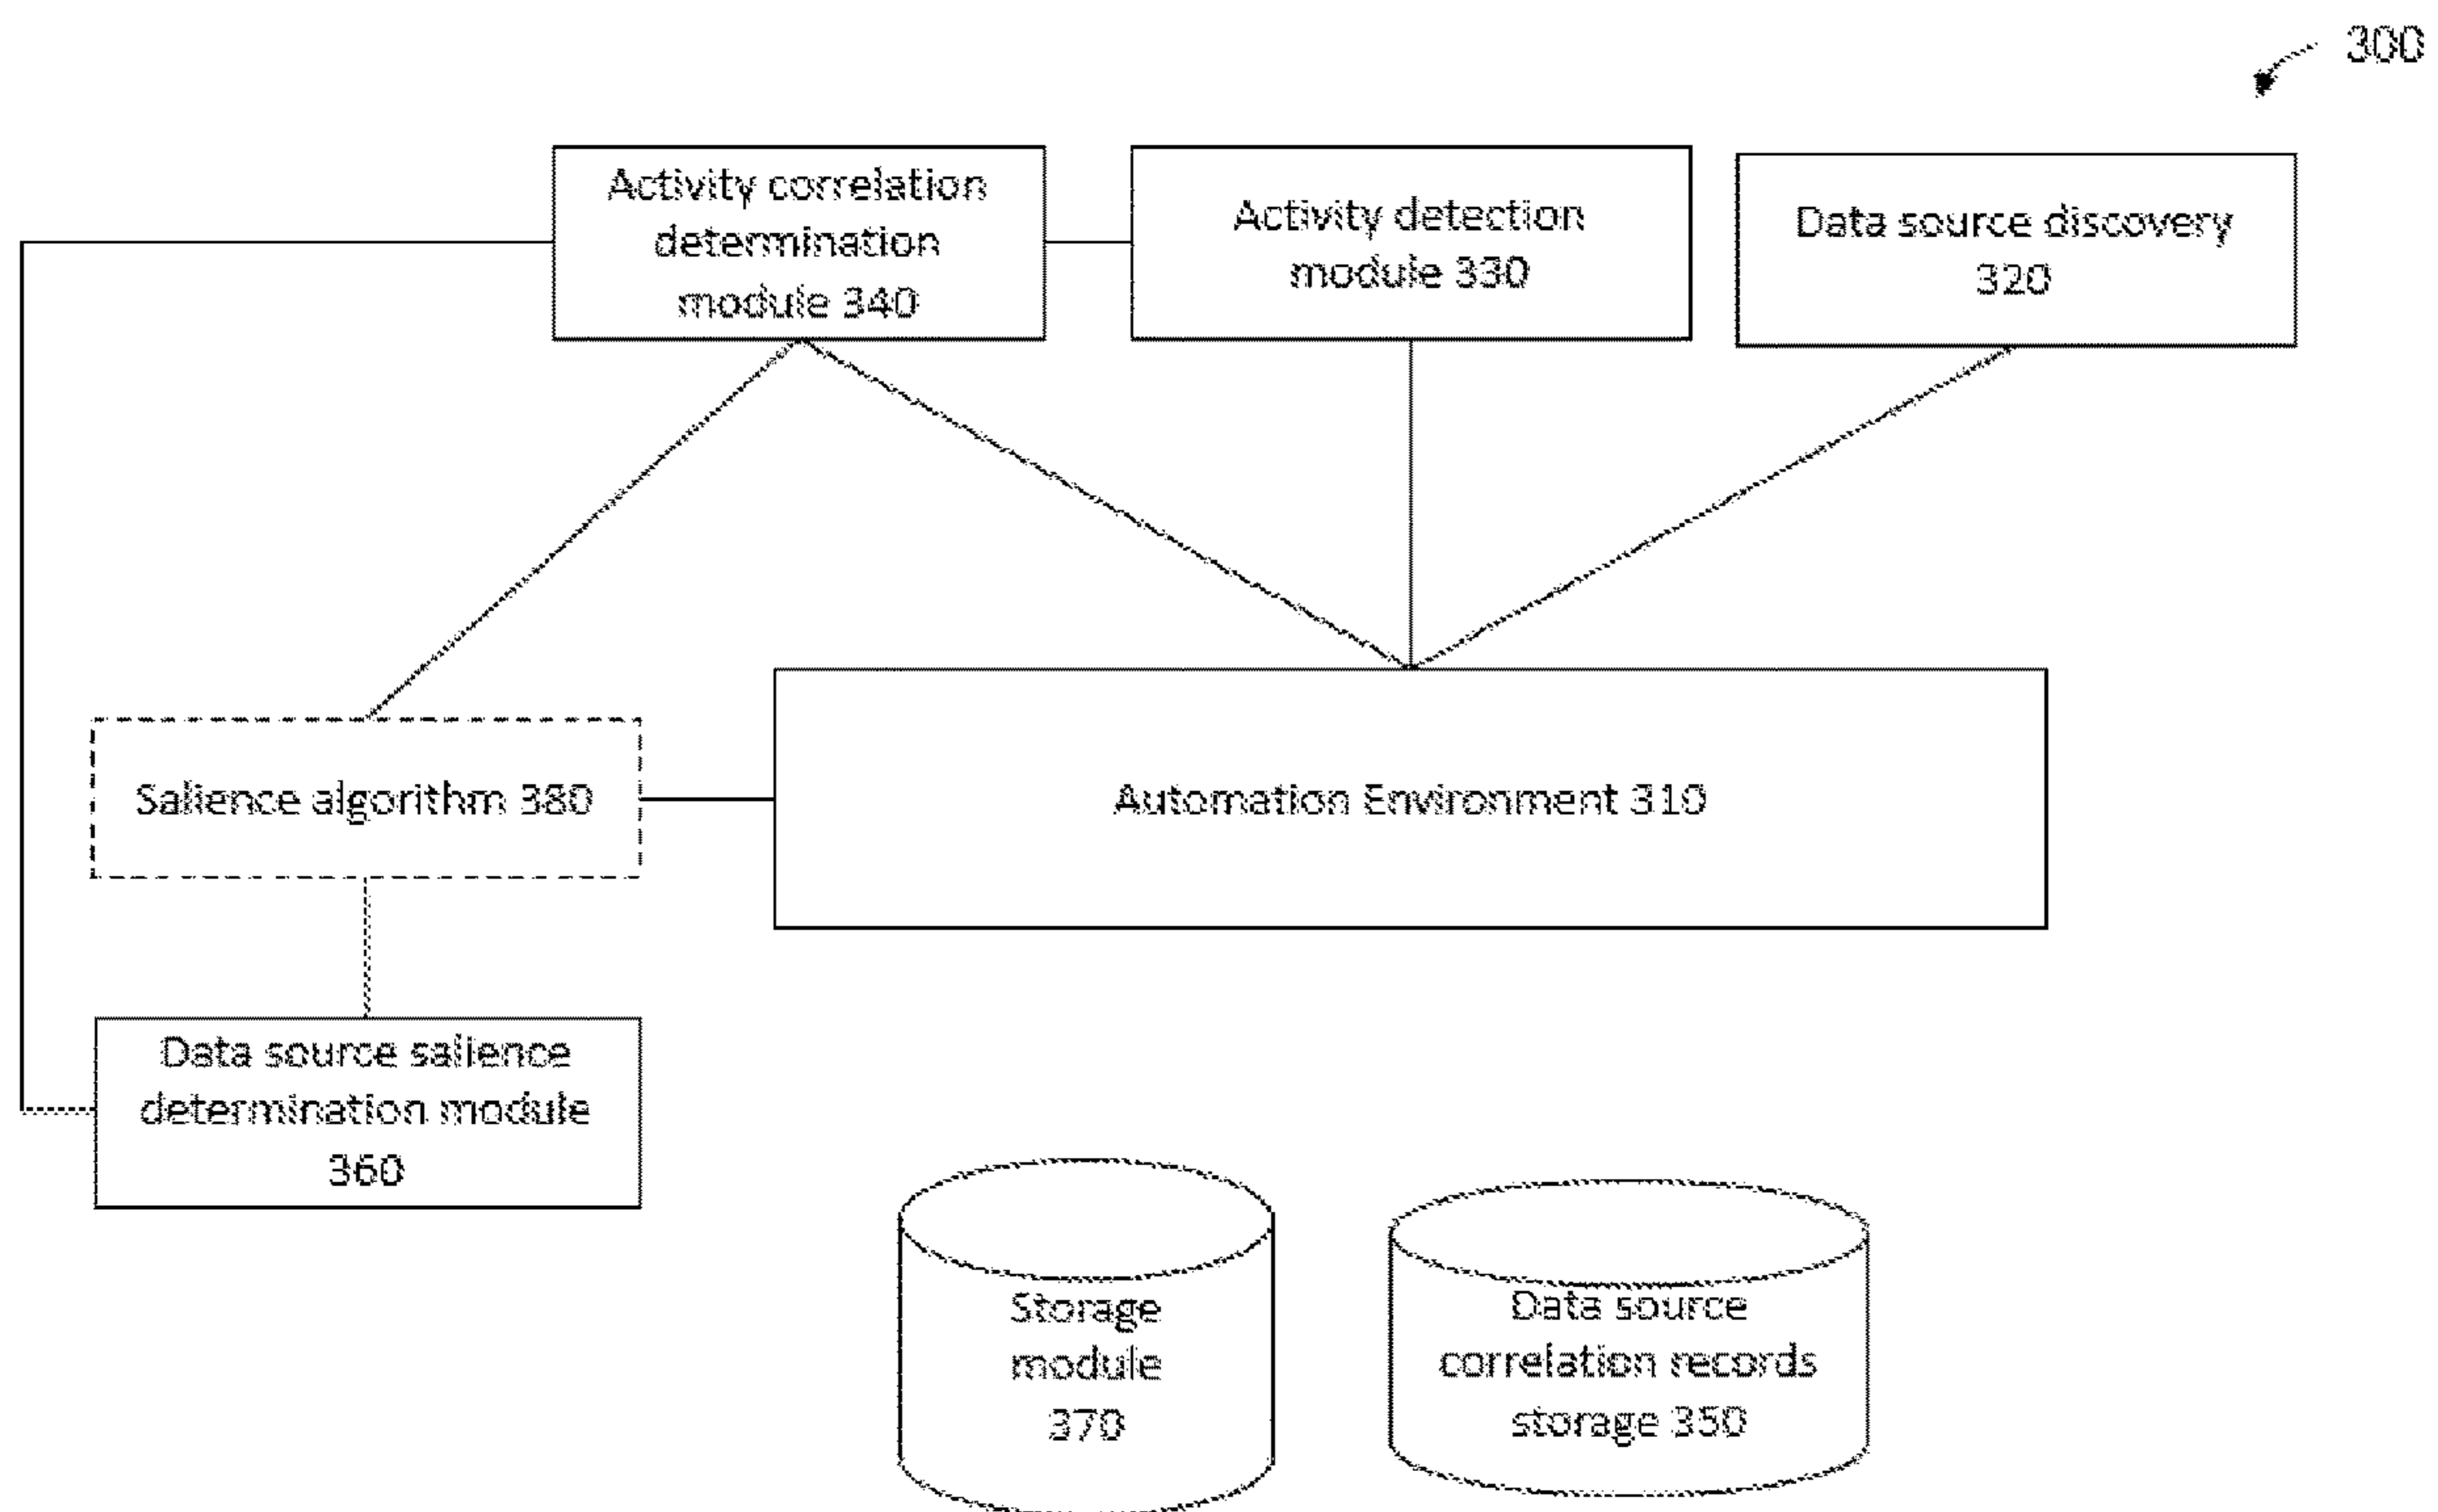 300
Activity correlation
determination
module 340
Activity detection
module 330
Data source discovery
320
Salience algorithm 380
Automation Environment 310
Data source salience
determination module
360
Storage
module
370
Data source
correlation records
storage 350